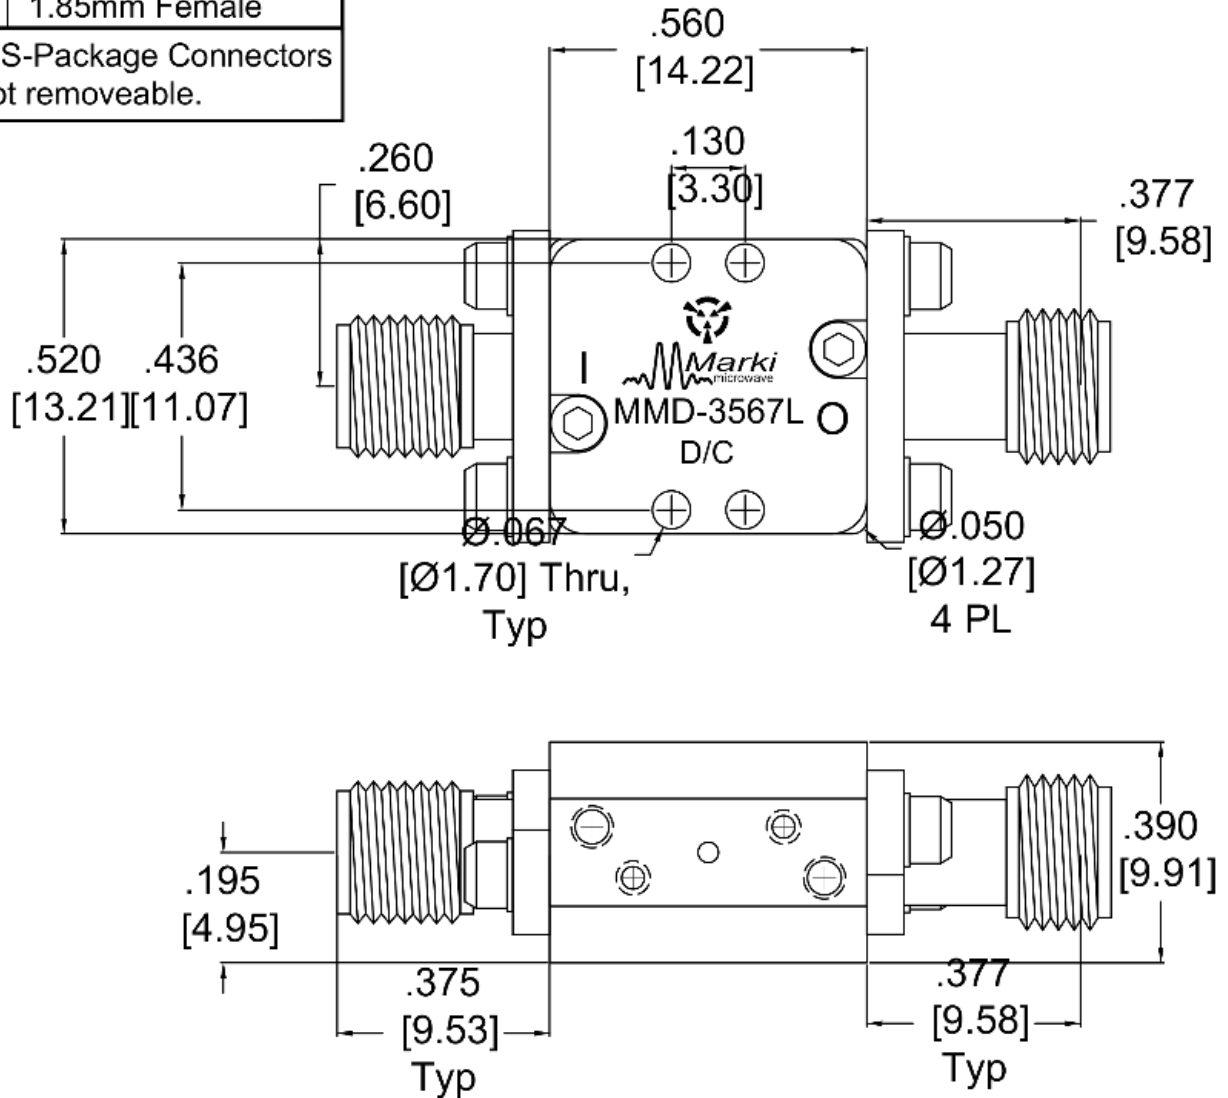 1.85mm Female
S-Package Connectors
removeable.
.560
[14.22]
.130
[3.30]
.260
[6.60]
.377
[9.58]
.520 .436
[13.21][11.07]
I
Marki
microwave
MMD-3567L O
D/C
Ø.067
[Ø1.70] Thru,
Typ
Ø.050
[Ø1.27]
4 PL
.195
[4.95]
.390
[9.91]
.375
[9.53]
Typ
.377
[9.58]
Typ